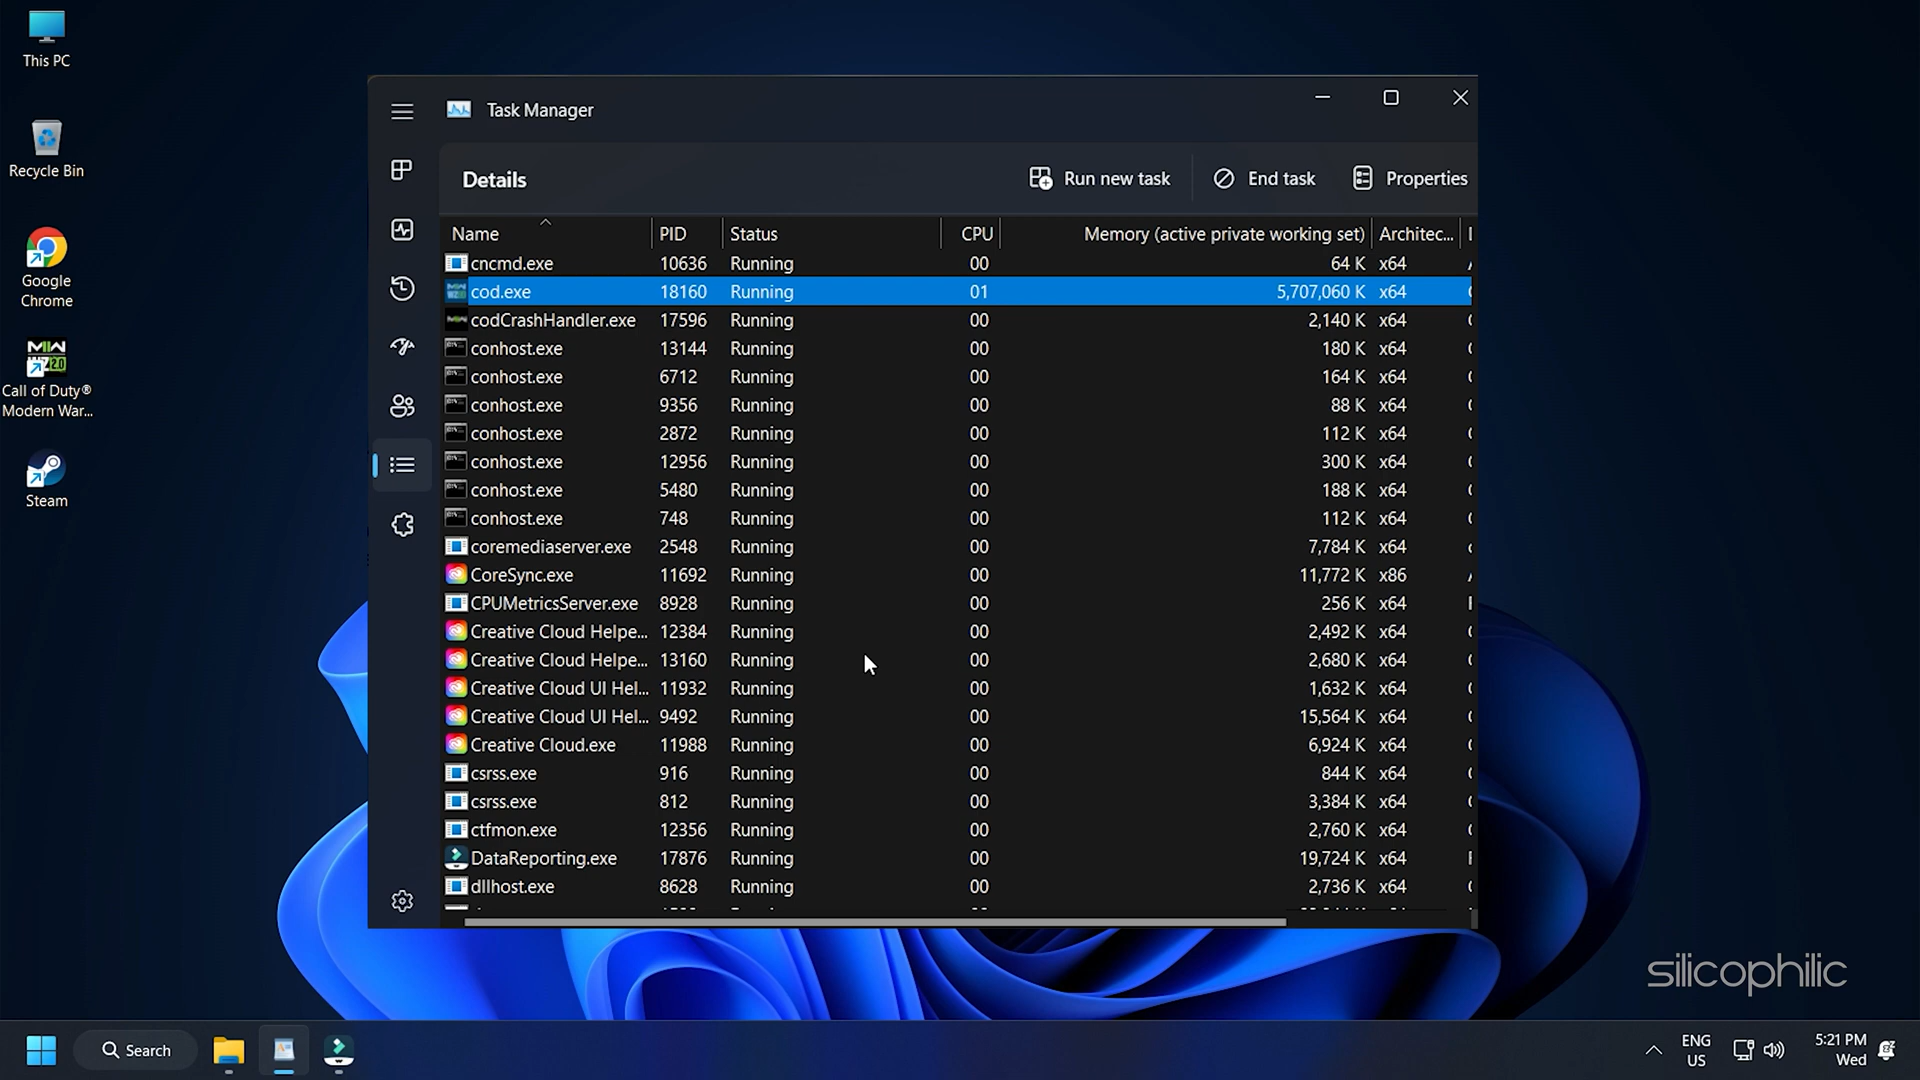 This PC
Recycle Bin
Google
Chrome
Call of Duty®
Modern War...
Steam
Task Manager
Details
Run new task
End task
Properties
Name PID Status CPU Memory (active private working set) Architec...
cncmd.exe 10636 Running 00 64 K x64
cod.exe 18160 Running 01 5,707,060 K x64
codCrashHandler.exe 17596 Running 00 2,140 K x64
conhost.exe 13144 Running 00 180 K x64
conhost.exe 6712 Running 00 164 K x64
conhost.exe 9356 Running 00 88 K x64
conhost.exe 2872 Running 00 112 K x64
conhost.exe 12956 Running 00 300 K x64
conhost.exe 5480 Running 00 188 K x64
conhost.exe 748 Running 00 112 K x64
coremediaserver.exe 2548 Running 00 7,784 K x64
CoreSync.exe 11692 Running 00 11,772 K x86
CPUMetricsServer.exe 8928 Running 00 256 K x64
Creative Cloud Helpe... 12384 Running 00 2,492 K x64
Creative Cloud Helpe... 13160 Running 00 2,680 K x64
Creative Cloud UI Hel... 11932 Running 00 1,632 K x64
Creative Cloud UI Hel... 9492 Running 00 15,564 K x64
Creative Cloud.exe 11988 Running 00 6,924 K x64
csrss.exe 916 Running 00 844 K x64
csrss.exe 812 Running 00 3,384 K x64
ctfmon.exe 12356 Running 00 2,760 K x64
DataReporting.exe 17876 Running 00 19,724 K x64
dllhost.exe 8628 Running 00 2,736 K x64
silicophilic
Search
ENG
US
5:21 PM
Wed